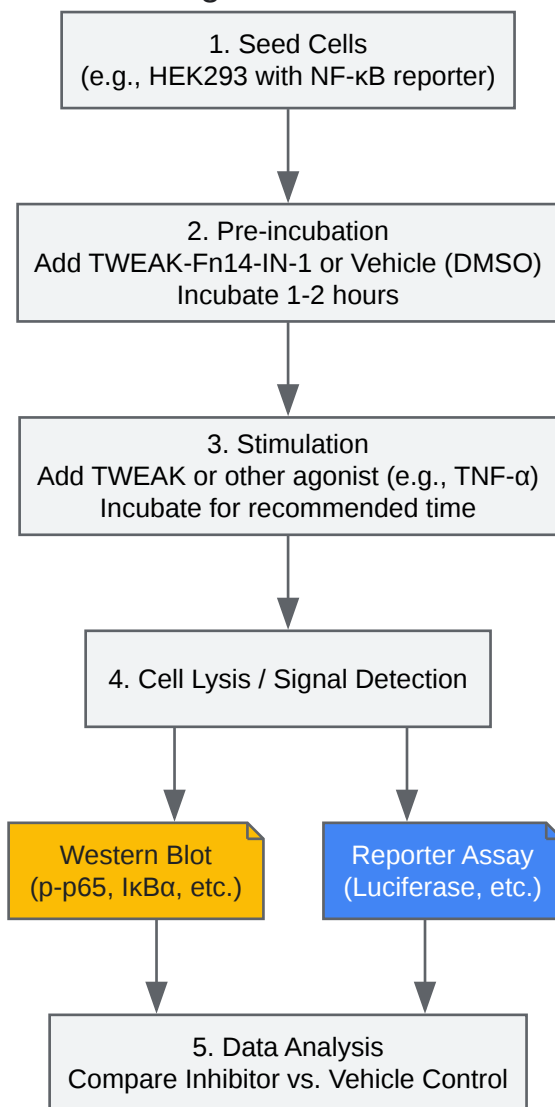 1. Seed Cells
(e.g., HEK293 with NF-κB reporter)
2. Pre-incubation
Add TWEAK-Fn14-IN-1 or Vehicle (DMSO)
Incubate 1-2 hours
3. Stimulation
Add TWEAK or other agonist (e.g., TNF-α)
Incubate for recommended time
4. Cell Lysis / Signal Detection
Western Blot
(p-p65, IκBα, etc.)
Reporter Assay
(Luciferase, etc.)
5. Data Analysis
Compare Inhibitor vs. Vehicle Control